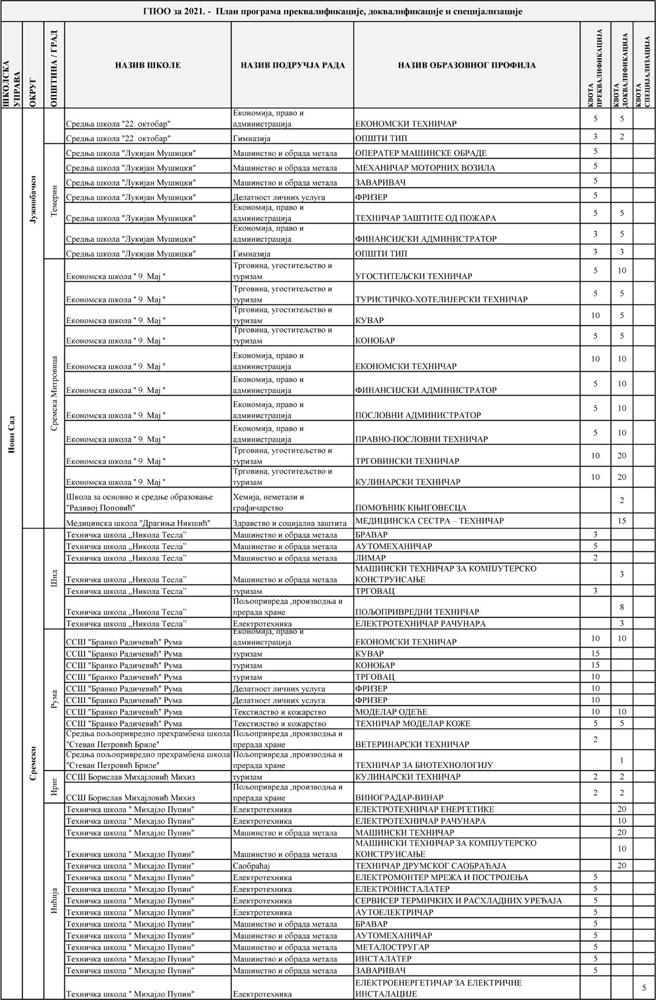 ГПОО за 2021. - План програма преквалификације, доквалификације и специјализације
ШКОЛСКА УПРАВА | ОКРУГ | ОПШТИНА / ГРАД | НАЗИВ ШКОЛЕ | НАЗИВ ПОДРУЧЈА РАДА | НАЗИВ ОБРАЗОВНОГ ПРОФИЛА | КВОТА ПРЕКВАЛИФИКАЦИЈА | КВОТА ДОКВАЛИФИКАЦИЈА | КВОТА СПЕЦИЈАЛИЗАЦИЈА
Нови Сад
Јужнобачки
Средња школа "22. октобар" | Економија, право и администрација | ЕКОНОМСКИ ТЕХНИЧАР | 5 | 5
Средња школа "22. октобар" | Гимназија | ОПШТИ ТИП | 3 | 2
Темерин
Средња школа "Лукијан Мушицки" | Машинство и обрада метала | ОПЕРАТЕР МАШИНСКЕ ОБРАДЕ | 5
Средња школа "Лукијан Мушицки" | Машинство и обрада метала | МЕХАНИЧАР МОТОРНИХ ВОЗИЛА | 5
Средња школа "Лукијан Мушицки" | Машинство и обрада метала | ЗАВАРИВАЧ | 5
Средња школа "Лукијан Мушицки" | Делатност личних услуга | ФРИЗЕР | 5
Средња школа "Лукијан Мушицки" | Економија, право и администрација | ТЕХНИЧАР ЗАШТИТЕ ОД ПОЖАРА | 5 | 5
Средња школа "Лукијан Мушицки" | Економија, право и администрација | ФИНАНСИЈСКИ АДМИНИСТРАТОР | 3 | 5
Средња школа "Лукијан Мушицки" | Гимназија | ОПШТИ ТИП | 3 | 3
Сремска Митровица
Економска школа " 9. Мај " | Трговина, угоститељство и туризам | УГОСТИТЕЉСКИ ТЕХНИЧАР | 5 | 10
Економска школа " 9. Мај " | Трговина, угоститељство и туризам | ТУРИСТИЧКО-ХОТЕЛИЈЕРСКИ ТЕХНИЧАР | 5 | 5
Економска школа " 9. Мај " | Трговина, угоститељство и туризам | КУВАР | 10 | 5
Економска школа " 9. Мај " | Трговина, угоститељство и туризам | КОНОБАР | 5 | 5
Економска школа " 9. Мај " | Економија, право и администрација | ЕКОНОМСКИ ТЕХНИЧАР | 10 | 10
Економска школа " 9. Мај " | Економија, право и администрација | ФИНАНСИЈСКИ АДМИНИСТРАТОР | 5 | 10
Економска школа " 9. Мај " | Економија, право и администрација | ПОСЛОВНИ АДМИНИСТРАТОР | 5 | 10
Економска школа " 9. Мај " | Економија, право и администрација | ПРАВНО-ПОСЛОВНИ ТЕХНИЧАР | 5 | 10
Економска школа " 9. Мај " | Трговина, угоститељство и туризам | ТРГОВИНСКИ ТЕХНИЧАР | 10 | 20
Економска школа " 9. Мај " | Трговина, угоститељство и туризам | КУЛИНАРСКИ ТЕХНИЧАР | 10 | 20
Школа за основно и средње образовање "Радивој Поповић" | Хемија, неметали и графичарство | ПОМОЋНИК КЊИГОВЕСЦА | 2
Медицинска школа "Драгиња Никшић" | Здравство и социјална заштита | МЕДИЦИНСКА СЕСТРА – ТЕХНИЧАР | 15
Сремски
Шид
Техничка школа „Никола Тесла” | Машинство и обрада метала | БРАВАР | 3
Техничка школа „Никола Тесла” | Машинство и обрада метала | АУТОМЕХАНИЧАР | 5
Техничка школа „Никола Тесла” | Машинство и обрада метала | ЛИМАР | 2
Техничка школа „Никола Тесла” | Машинство и обрада метала | МАШИНСКИ ТЕХНИЧАР ЗА КОМПЈУТЕРСКО КОНСТРУИСАЊЕ | 3
Техничка школа „Никола Тесла” | туризам | ТРГОВАЦ | 3
Техничка школа „Никола Тесла” | Пољопривреда ,производња и прерада хране | ПОЉОПРИВРЕДНИ ТЕХНИЧАР | 8
Техничка школа „Никола Тесла” | Електротехника | ЕЛЕКТРОТЕХНИЧАР РАЧУНАРА | 3
Рума
ССШ "Бранко Радичевић" Рума | Економија, право и администрација | ЕКОНОМСКИ ТЕХНИЧАР | 10 | 10
ССШ "Бранко Радичевић" Рума | туризам | КУВАР | 15
ССШ "Бранко Радичевић" Рума | туризам | КОНОБАР | 15
ССШ "Бранко Радичевић" Рума | туризам | ТРГОВАЦ | 10
ССШ "Бранко Радичевић" Рума | Делатност личних услуга | ФРИЗЕР | 10
ССШ "Бранко Радичевић" Рума | Делатност личних услуга | ФРИЗЕР | 10
ССШ "Бранко Радичевић" Рума | Текстилство и кожарство | МОДЕЛАР ОДЕЋЕ | 10 | 10
ССШ "Бранко Радичевић" Рума | Текстилство и кожарство | ТЕХНИЧАР МОДЕЛАР КОЖЕ | 5 | 5
Средња пољопривредно прехрамбена школа "Стеван Петровић Бриле" | Пољопривреда ,производња и прерада хране | ВЕТЕРИНАРСКИ ТЕХНИЧАР | 2
Средња пољопривредно прехрамбена школа "Стеван Петровић Бриле" | Пољопривреда ,производња и прерада хране | ТЕХНИЧАР ЗА БИОТЕХНОЛОГИЈУ | 1
Ириг
ССШ Борислав Михајловић Михиз | туризам | КУЛИНАРСКИ ТЕХНИЧАР | 2 | 2
ССШ Борислав Михајловић Михиз | Пољопривреда ,производња и прерада хране | ВИНОГРАДАР-ВИНАР | 2 | 2
Инђија
Техничка школа " Михајло Пупин" | Електротехника | ЕЛЕКТРОТЕХНИЧАР ЕНЕРГЕТИКЕ | 20
Техничка школа " Михајло Пупин" | Електротехника | ЕЛЕКТРОТЕХНИЧАР РАЧУНАРА | 10
Техничка школа " Михајло Пупин" | Машинство и обрада метала | МАШИНСКИ ТЕХНИЧАР | 20
Техничка школа " Михајло Пупин" | Машинство и обрада метала | МАШИНСКИ ТЕХНИЧАР ЗА КОМПЈУТЕРСКО КОНСТРУИСАЊЕ | 10
Техничка школа " Михајло Пупин" | Саобраћај | ТЕХНИЧАР ДРУМСКОГ САОБРАЋАЈА | 20
Техничка школа " Михајло Пупин" | Електротехника | ЕЛЕКТРОМОНТЕР МРЕЖА И ПОСТРОЈЕЊА | 5
Техничка школа " Михајло Пупин" | Електротехника | ЕЛЕКТРОИНСТАЛАТЕР | 5
Техничка школа " Михајло Пупин" | Електротехника | СЕРВИСЕР ТЕРМИЧКИХ И РАСХЛАДНИХ УРЕЂАЈА | 5
Техничка школа " Михајло Пупин" | Електротехника | АУТОЕЛЕКТРИЧАР | 5
Техничка школа " Михајло Пупин" | Машинство и обрада метала | БРАВАР | 5
Техничка школа " Михајло Пупин" | Машинство и обрада метала | АУТОМЕХАНИЧАР | 5
Техничка школа " Михајло Пупин" | Машинство и обрада метала | МЕТАЛОСТРУГАР | 5
Техничка школа " Михајло Пупин" | Машинство и обрада метала | ИНСТАЛАТЕР | 5
Техничка школа " Михајло Пупин" | Машинство и обрада метала | ЗАВАРИВАЧ | 5
Техничка школа " Михајло Пупин" | Електротехника | ЕЛЕКТРОЕНЕРГЕТИЧАР ЗА ЕЛЕКТРИЧНЕ ИНСТАЛАЦИЈЕ | 5